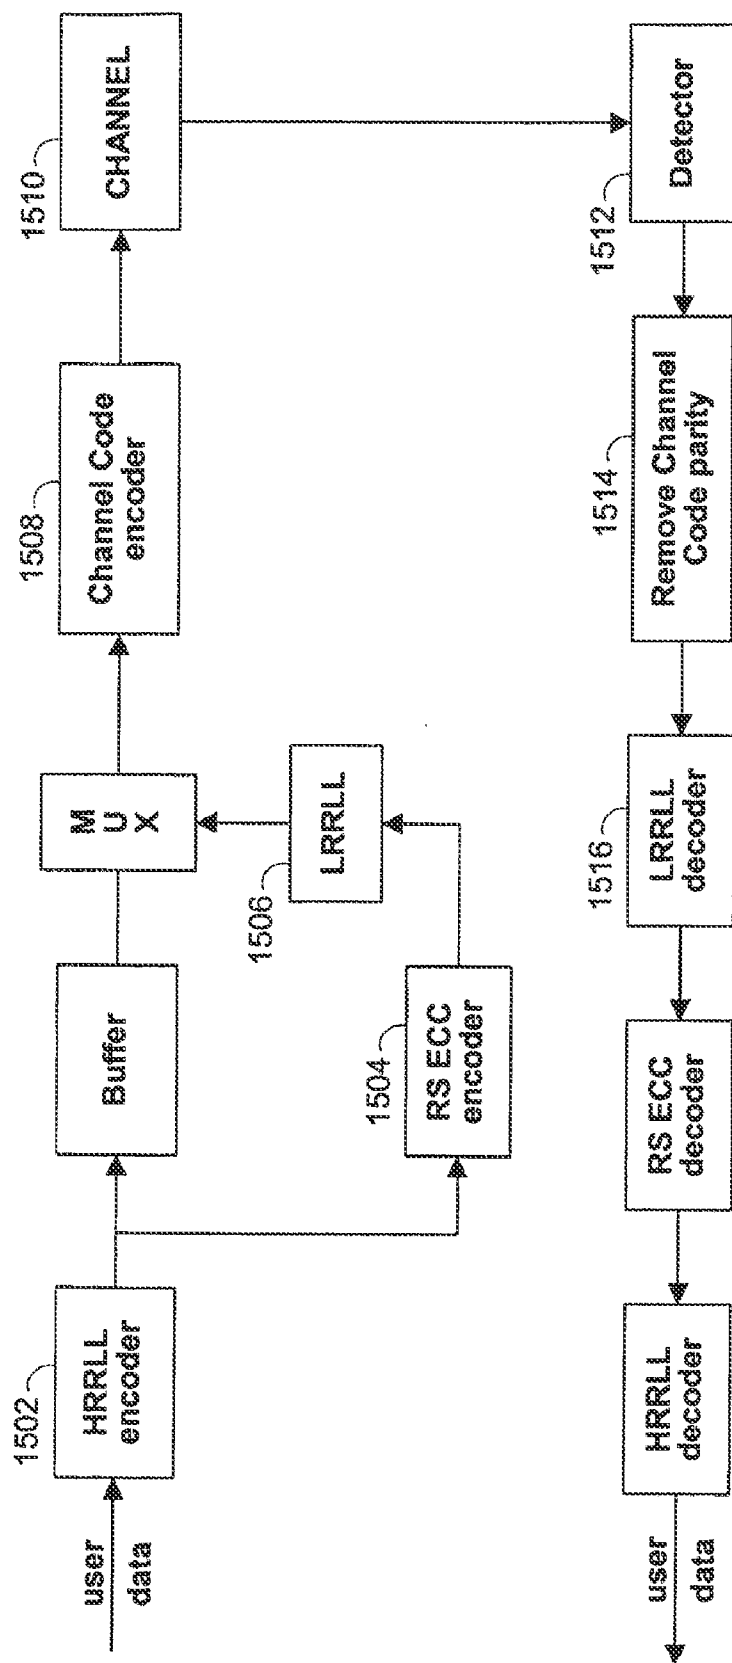 user
data
1502
HRRLL
encoder
Buffer
M
U
X
1504
RS ECC
encoder
1506
LRRLL
1508
Channel Code
encoder
1510
CHANNEL
1512
Detector
1514
Remove Channel
Code parity
1516
LRRLL
decoder
RS ECC
decoder
HRRLL
decoder
user
data